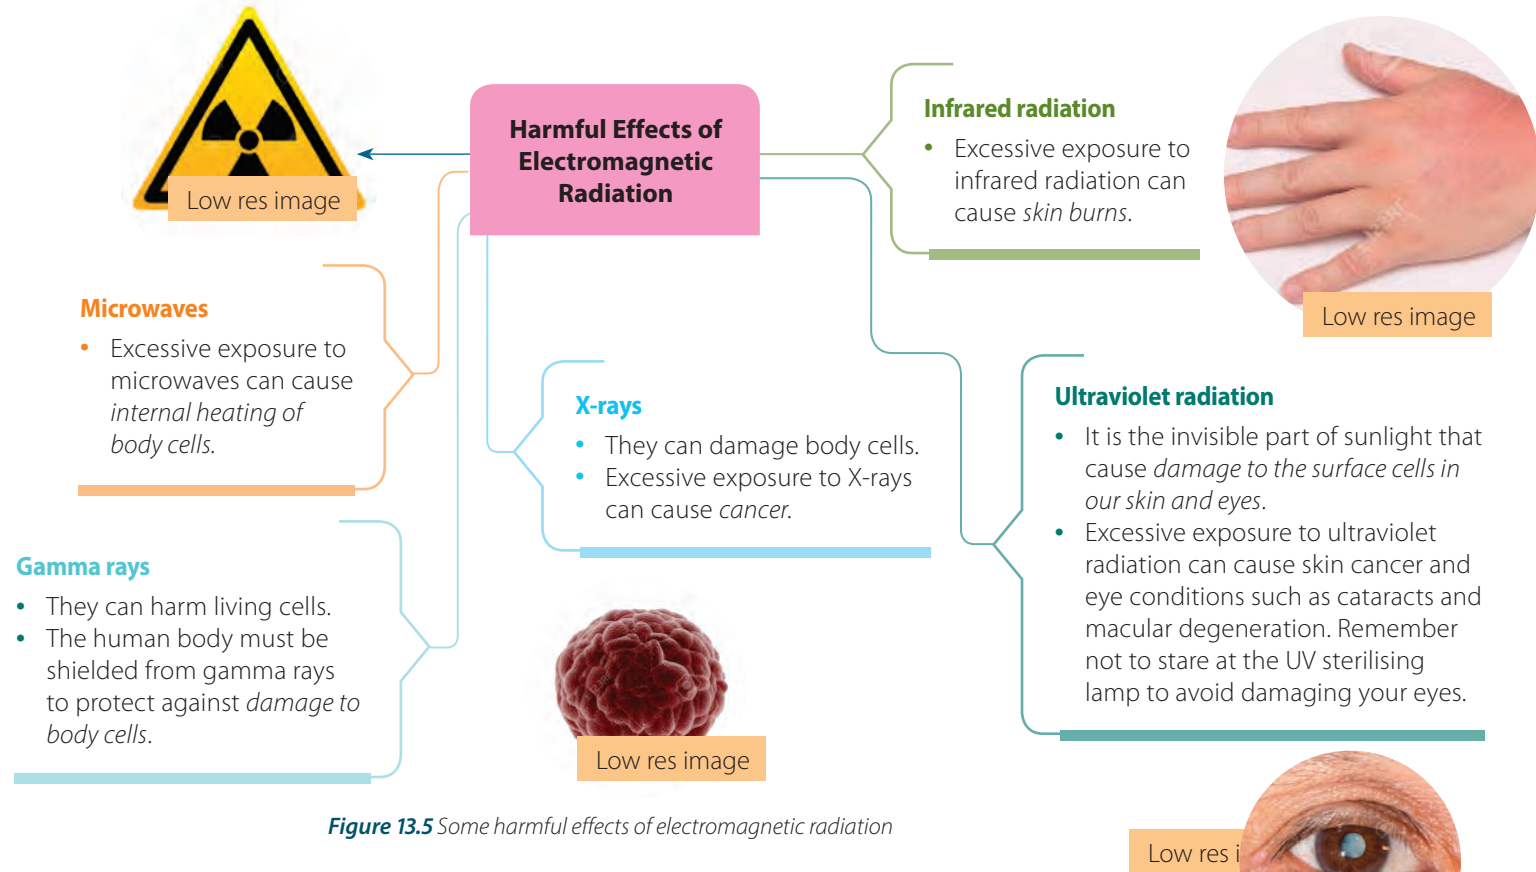 Low res image
Harmful Effects of
Electromagnetic
Radiation
Infrared radiation
• Excessive exposure to
infrared radiation can
cause skin burns.
Low res image
Microwaves
• Excessive exposure to
microwaves can cause
internal heating of
body cells.
X-rays
• They can damage body cells.
• Excessive exposure to X-rays
can cause cancer.
Ultraviolet radiation
• It is the invisible part of sunlight that
cause damage to the surface cells in
our skin and eyes.
• Excessive exposure to ultraviolet
radiation can cause skin cancer and
eye conditions such as cataracts and
macular degeneration. Remember
not to stare at the UV sterilising
lamp to avoid damaging your eyes.
Gamma rays
• They can harm living cells.
• The human body must be
shielded from gamma rays
to protect against damage to
body cells.
Low res image
Figure 13.5 Some harmful effects of electromagnetic radiation
Low res i